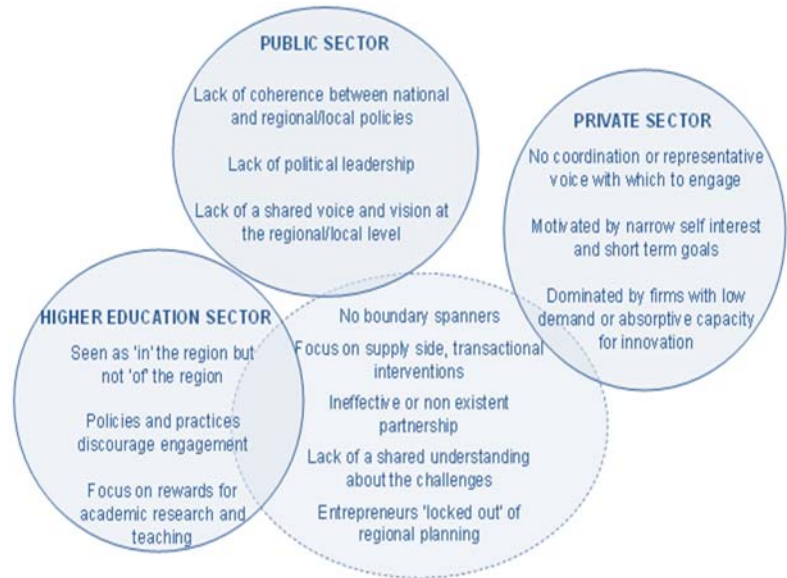 PUBLIC SECTOR
Lack of coherence between national
and regional/local policies
Lack of political leadership
Lack of a shared voice and vision at
the regional/local level
PRIVATE SECTOR
No coordination or representative
voice with which to engage
Motivated by narrow self interest
and short term goals
Dominated by firms with low
demand or absorptive capacity
for innovation
HIGHER EDUCATION SECTOR
Seen as 'in' the region but
not 'of' the region
Policies and practices
discourage engagement
Focus on rewards for
academic research and
teaching
No boundary spanners
Focus on supply side, transactional
interventions
Ineffective or non existent
partnership
Lack of a shared understanding
about the challenges
Entrepreneurs 'locked out' of
regional planning